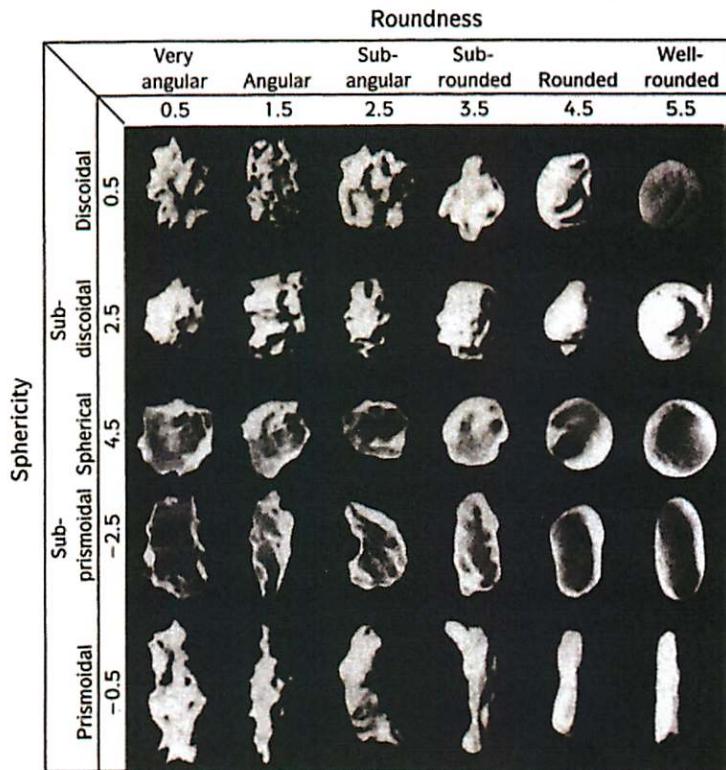 Roundness
Very angular
Angular
Sub-angular
Sub-rounded
Rounded
Well-rounded
0.5
1.5
2.5
3.5
4.5
5.5
Sphericity
Discoidal
0.5
Sub-discoidal
2.5
Spherical
4.5
Sub-prismoidal
–2.5
Prismoidal
–0.5